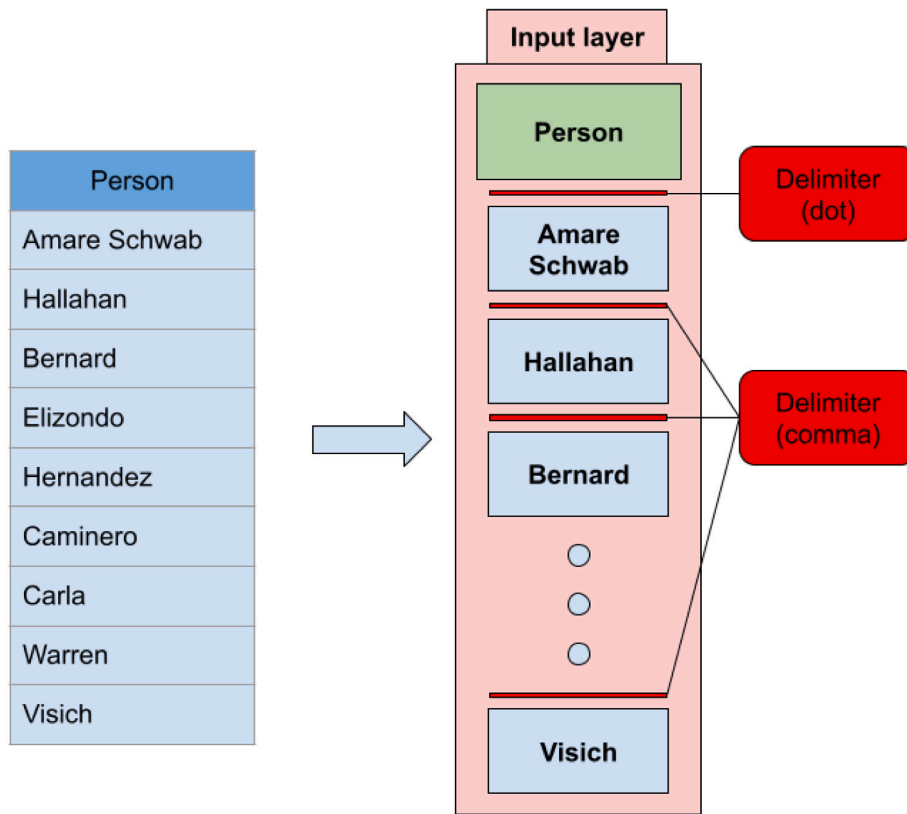 Person
Amare Schwab
Hallahan
Bernard
Elizondo
Hernandez
Caminero
Carla
Warren
Visich
Input layer
Person
Amare
Schwab
Hallahan
Bernard
Visich
Delimiter
(dot)
Delimiter
(comma)